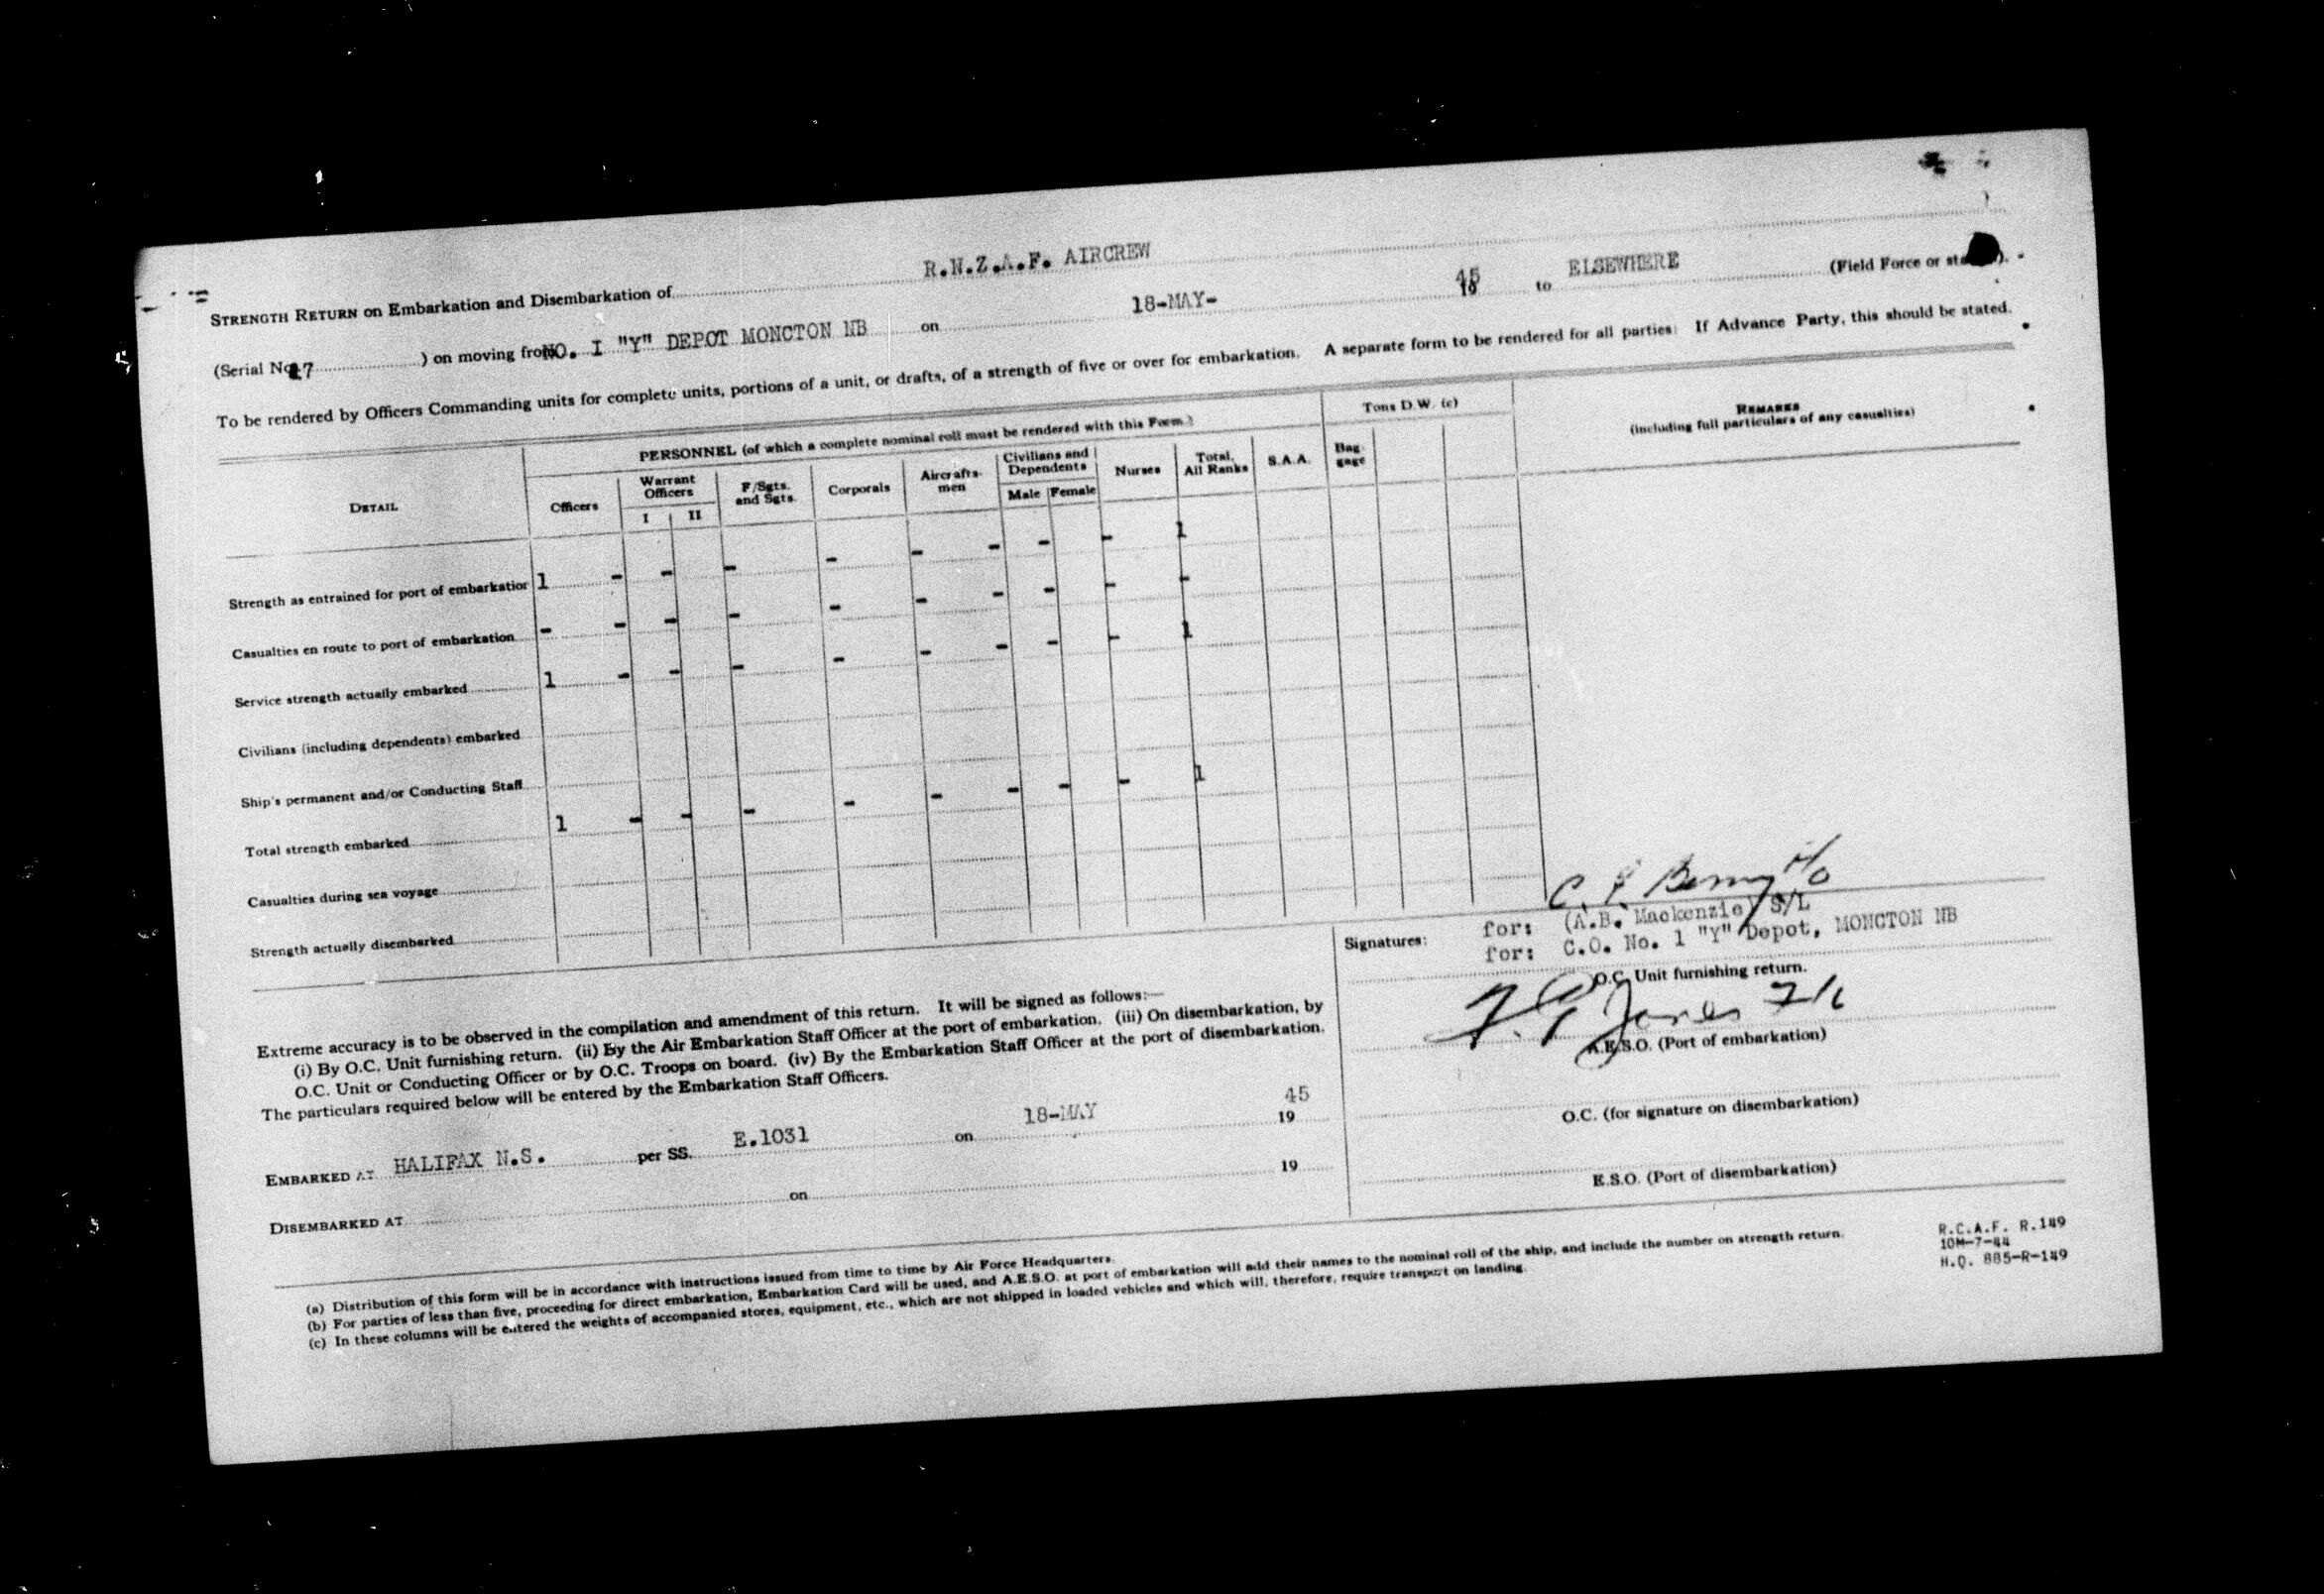 STRENGTH RETURN on Embarkation and Disembarkation of R.N.Z.A.F. AIRCREW
(Serial No. 47 ) on moving from NO. I "Y" DEPOT MONCTON NB on 18-MAY- 1945 to ELSEWHERE (Field Force or station).
To be rendered by Officers Commanding units for complete units, portions of a unit, or drafts, of a strength of five or over for embarkation. A separate form to be rendered for all parties. If Advance Party, this should be stated.
PERSONNEL (of which a complete nominal roll must be rendered with this Form.) Tons D.W. (c) REMARKS
(including full particulars of any casualties)
DETAIL Officers Warrant Officers I II F/Sgts. and Sgts. Corporals Aircraftsmen Civilians and Dependents Male Female Nurses Total, All Ranks S.A.A. Baggage
Strength as entrained for port of embarkation 1 - - - - - - - - 1
Casualties en route to port of embarkation - - - - - - - - - -
Service strength actually embarked 1 - - - - - - - - 1
Civilians (including dependents) embarked
Ship's permanent and/or Conducting Staff
Total strength embarked 1 - - - - - - - - 1
Casualties during sea voyage
Strength actually disembarked
Signatures:
for: (A.B. Mackenzie) S/L
for: C.O. No. 1 "Y" Depot, MONCTON NB
O.C. Unit furnishing return.
Jones
A.E.S.O. (Port of embarkation)
O.C. (for signature on disembarkation)
E.S.O. (Port of disembarkation)
Extreme accuracy is to be observed in the compilation and amendment of this return. It will be signed as follows:—
(i) By O.C. Unit furnishing return. (ii) By the Air Embarkation Staff Officer at the port of embarkation. (iii) On disembarkation, by
O.C. Unit or Conducting Officer or by O.C. Troops on board. (iv) By the Embarkation Staff Officer at the port of disembarkation.
The particulars required below will be entered by the Embarkation Staff Officers.
EMBARKED AT HALIFAX N.S. per SS. E.1031 on 18-MAY 1945
DISEMBARKED AT on 19
(a) Distribution of this form will be in accordance with instructions issued from time to time by Air Force Headquarters.
(b) For parties of less than five, proceeding for direct embarkation, Embarkation Card will be used, and A.E.S.O. at port of embarkation will add their names to the nominal roll of the ship, and include the number on strength return.
(c) In these columns will be entered the weights of accompanied stores, equipment, etc., which are not shipped in loaded vehicles and which will, therefore, require transport on landing.
R.C.A.F. R.149
10M-7-44
H.Q. 885-R-149